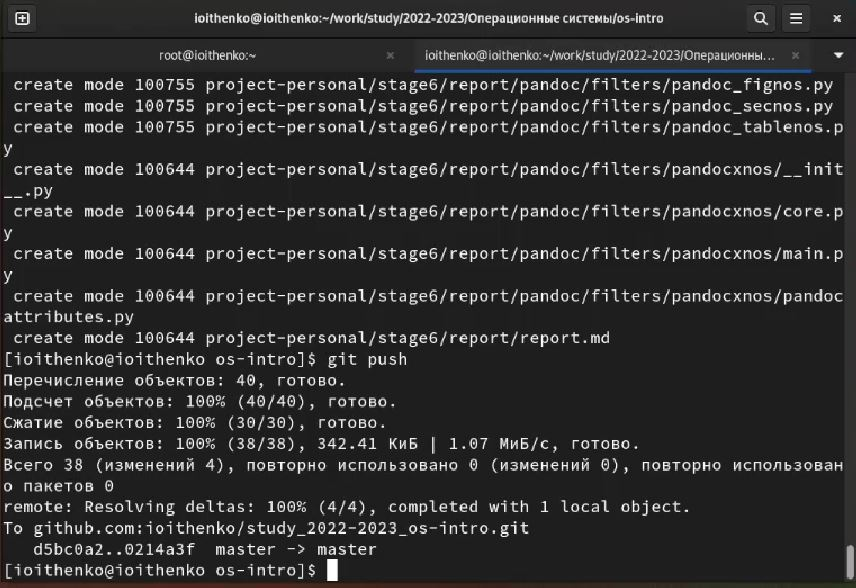 ioithenko@ioithenko:~/work/study/2022-2023/Операционные системы/os-intro
root@ioithenko:~
ioithenko@ioithenko:~/work/study/2022-2023/Операционны...
create mode 100755 project-personal/stage6/report/pandoc/filters/pandoc_fignos.py
create mode 100755 project-personal/stage6/report/pandoc/filters/pandoc_secnos.py
create mode 100755 project-personal/stage6/report/pandoc/filters/pandoc_tablenos.p
y
create mode 100644 project-personal/stage6/report/pandoc/filters/pandocxnos/__init
__.py
create mode 100644 project-personal/stage6/report/pandoc/filters/pandocxnos/core.p
y
create mode 100644 project-personal/stage6/report/pandoc/filters/pandocxnos/main.p
y
create mode 100644 project-personal/stage6/report/pandoc/filters/pandocxnos/pandoc
attributes.py
create mode 100644 project-personal/stage6/report/report.md
[ioithenko@ioithenko os-intro]$ git push
Перечисление объектов: 40, готово.
Подсчет объектов: 100% (40/40), готово.
Сжатие объектов: 100% (30/30), готово.
Запись объектов: 100% (38/38), 342.41 КиБ | 1.07 МиБ/с, готово.
Всего 38 (изменений 4), повторно использовано 0 (изменений 0), повторно использован
о пакетов 0
remote: Resolving deltas: 100% (4/4), completed with 1 local object.
To github.com:ioithenko/study_2022-2023_os-intro.git
d5bc0a2..0214a3f  master -> master
[ioithenko@ioithenko os-intro]$